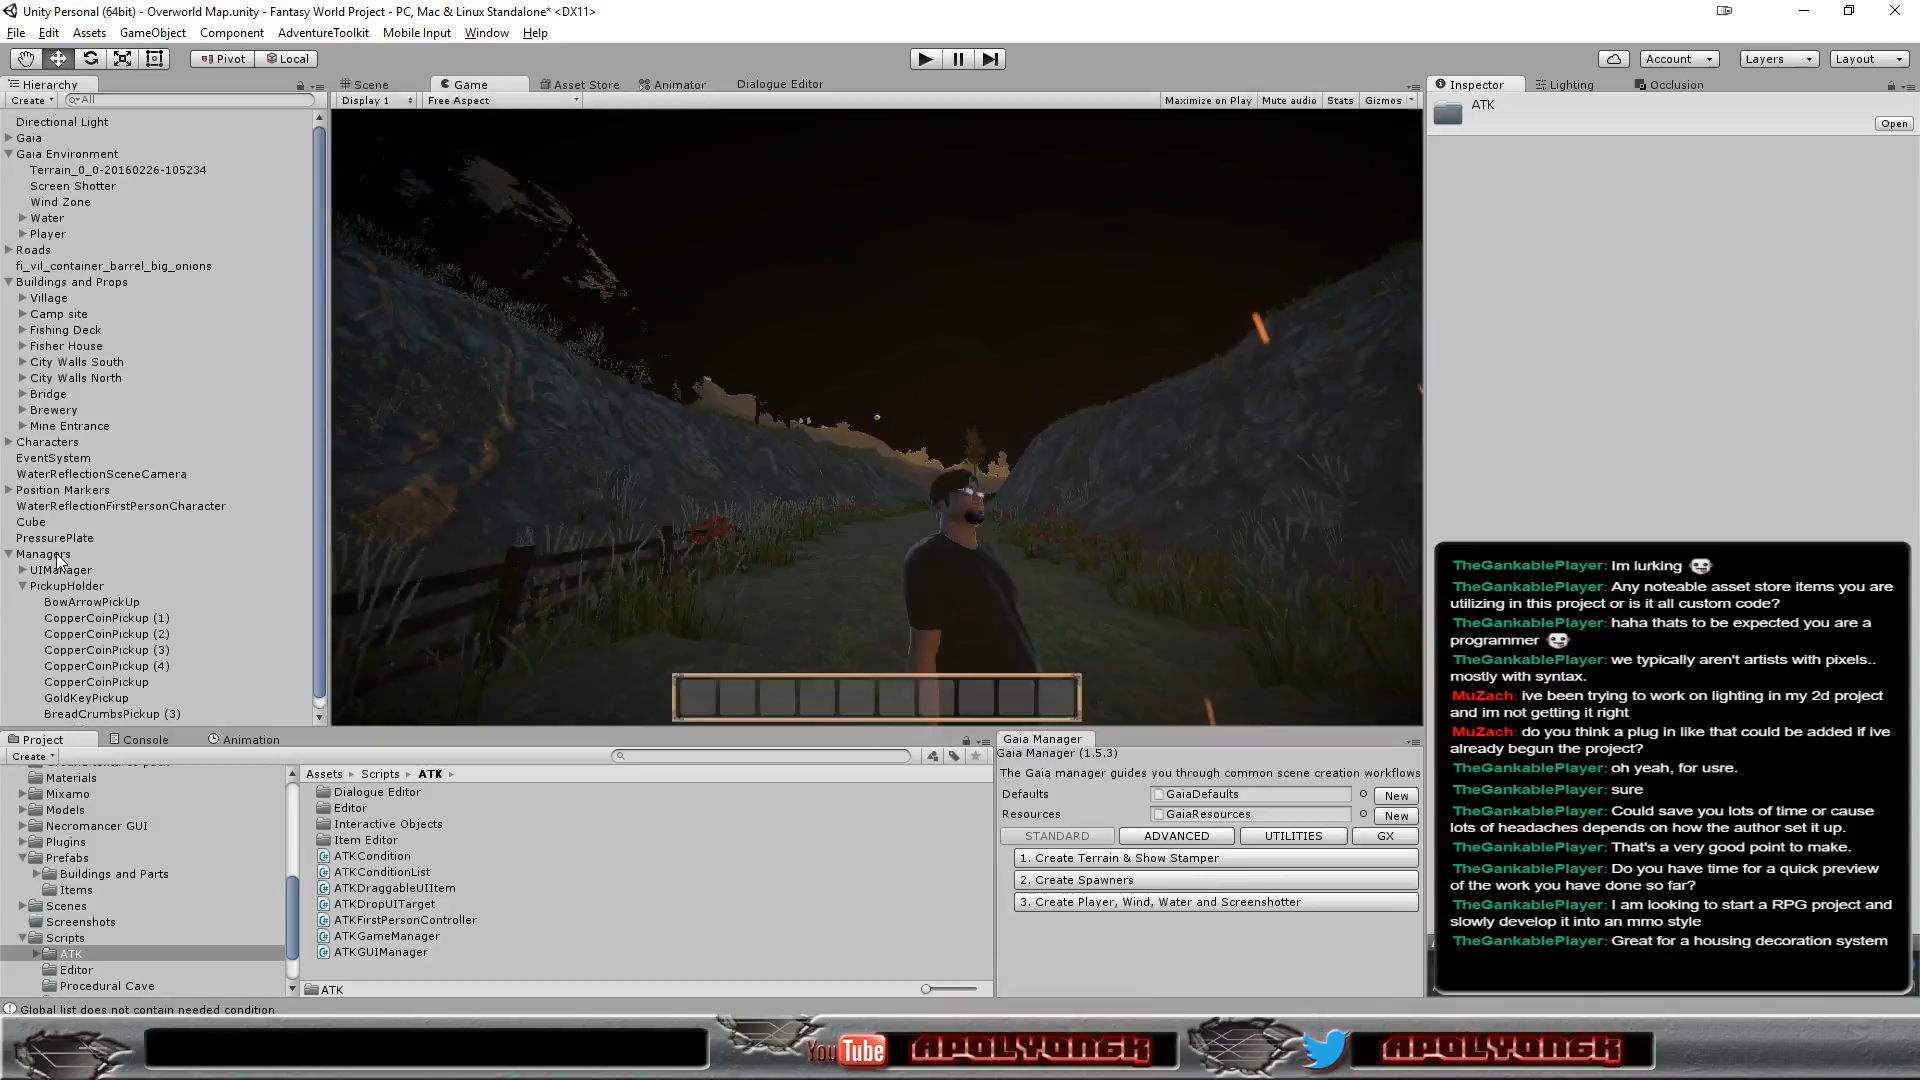 Unity Personal (64bit) - Overworld Map.unity - Fantasy World Project - PC, Mac & Linux Standalone* <DX11>
File Edit Assets GameObject Component AdventureToolkit Mobile Input Window Help
Pivot Local Account Layers Layout
Hierarchy
Scene Game Asset Store Animator Dialogue Editor
Inspector Lighting Occlusion
Create All
Display 1 Free Aspect Maximize on Play Mute audio Stats Gizmos
ATK
Open
Directional Light
Gaia
Gaia Environment
Terrain_0_0-20160226-105234
Screen Shotter
Wind Zone
Water
Player
Roads
fi_vil_container_barrel_big_onions
Buildings and Props
Village
Camp site
Fishing Deck
Fisher House
City Walls South
City Walls North
Bridge
Brewery
Mine Entrance
Characters
EventSystem
WaterReflectionSceneCamera
Position Markers
WaterReflectionFirstPersonCharacter
Cube
PressurePlate
Managers
UIManager
PickupHolder
BowArrowPickUp
CopperCoinPickup (1)
CopperCoinPickup (2)
CopperCoinPickup (3)
CopperCoinPickup (4)
CopperCoinPickup
GoldKeyPickup
BreadCrumbsPickup (3)
Project Console Animation
Create
Materials
Mixamo
Models
Necromancer GUI
Plugins
Prefabs
Buildings and Parts
Items
Scenes
Screenshots
Scripts
ATK
Editor
Procedural Cave
Assets Scripts ATK
Dialogue Editor
Editor
Interactive Objects
Item Editor
ATKCondition
ATKConditionList
ATKDraggableUIItem
ATKDropUITarget
ATKFirstPersonController
ATKGameManager
ATKGUIManager
ATK
Gaia Manager
Gaia Manager (1.5.3)
The Gaia manager guides you through common scene creation workflows
Defaults GaiaDefaults New
Resources GaiaResources New
STANDARD ADVANCED UTILITIES GX
1. Create Terrain & Show Stamper
2. Create Spawners
3. Create Player, Wind, Water and Screenshotter
TheGankablePlayer: Im lurking
TheGankablePlayer: Any noteable asset store items you are
utilizing in this project or is it all custom code?
TheGankablePlayer: haha thats to be expected you are a
programmer
TheGankablePlayer: we typically aren't artists with pixels..
mostly with syntax.
MuZach: ive been trying to work on lighting in my 2d project
and im not getting it right
MuZach: do you think a plug in like that could be added if ive
already begun the project?
TheGankablePlayer: oh yeah, for usre.
TheGankablePlayer: sure
TheGankablePlayer: Could save you lots of time or cause
lots of headaches depends on how the author set it up.
TheGankablePlayer: That's a very good point to make.
TheGankablePlayer: Do you have time for a quick preview
of the work you have done so far?
TheGankablePlayer: I am looking to start a RPG project and
slowly develop it into an mmo style
TheGankablePlayer: Great for a housing decoration system
Global list does not contain needed condition
YouTube APOLYONGK APOLYONGK